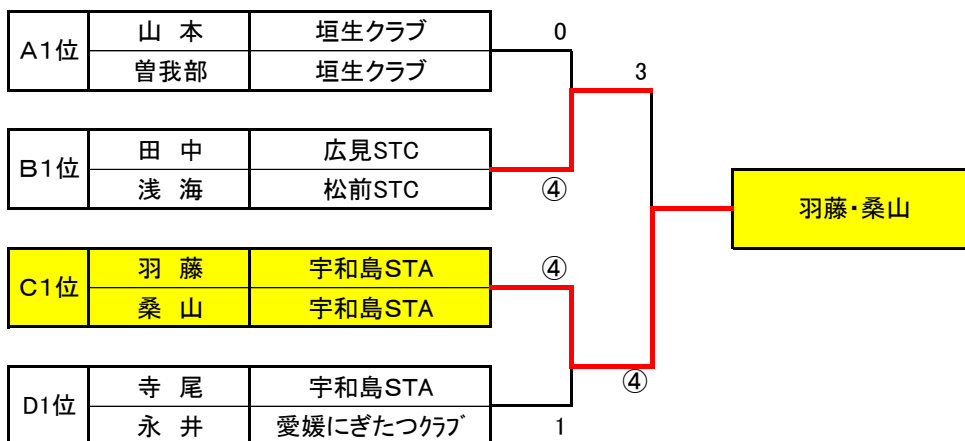 A1位 山 本 垣生クラブ 0
曽我部 垣生クラブ
3
B1位 田 中 広見STC
浅 海 松前STC ④
羽藤・桑山
C1位 羽 藤 宇和島STA ④
桑 山 宇和島STA
D1位 寺 尾 宇和島STA ④
永 井 愛媛にぎたつクラブ 1